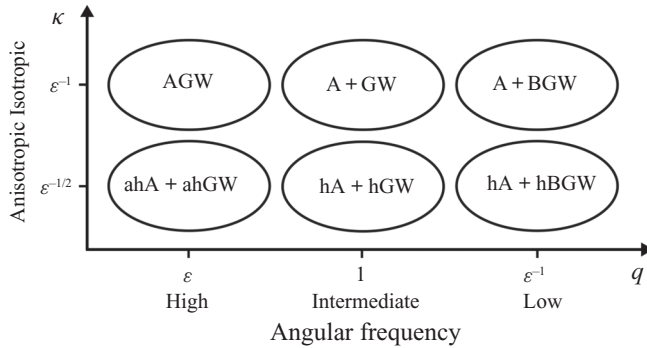 κ
Anisotropic Isotropic
ε⁻¹
AGW
A + GW
A + BGW
ε⁻¹/²
ahA + ahGW
hA + hGW
hA + hBGW
ε
1
ε⁻¹
q
High
Intermediate
Low
Angular frequency